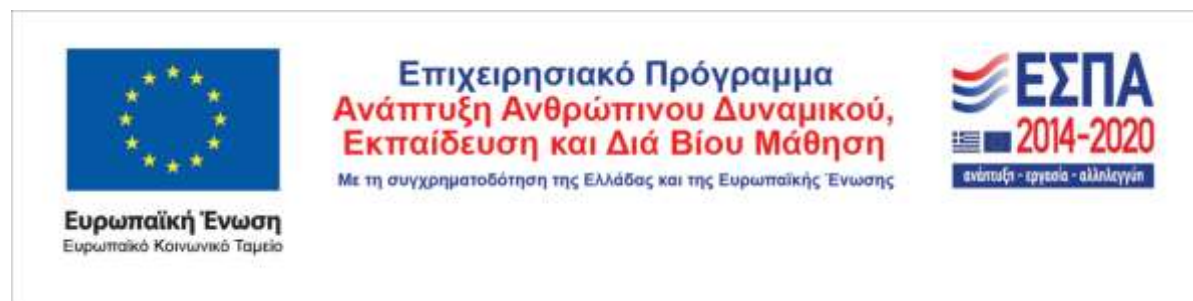 Επιχειρησιακό Πρόγραμμα
Ανάπτυξη Ανθρώπινου Δυναμικού,
Εκπαίδευση και Διά Βίου Μάθηση
Με τη συγχρηματοδότηση της Ελλάδας και της Ευρωπαϊκής Ένωσης
Ευρωπαϊκή Ένωση
Ευρωπαϊκό Κοινωνικό Ταμείο
ΕΣΠΑ
2014-2020
ανάπτυξη - εργασία - αλληλεγγύη